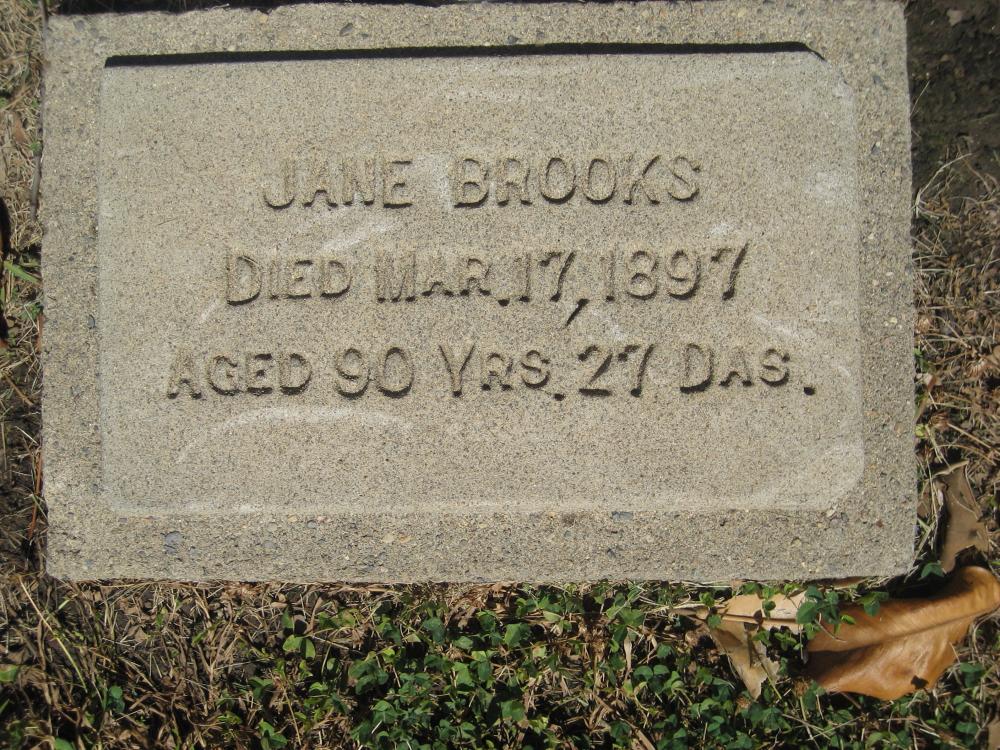 JANE BROOKS
DIED MAR. 17, 1897
AGED 90 YRS. 27 DAS.